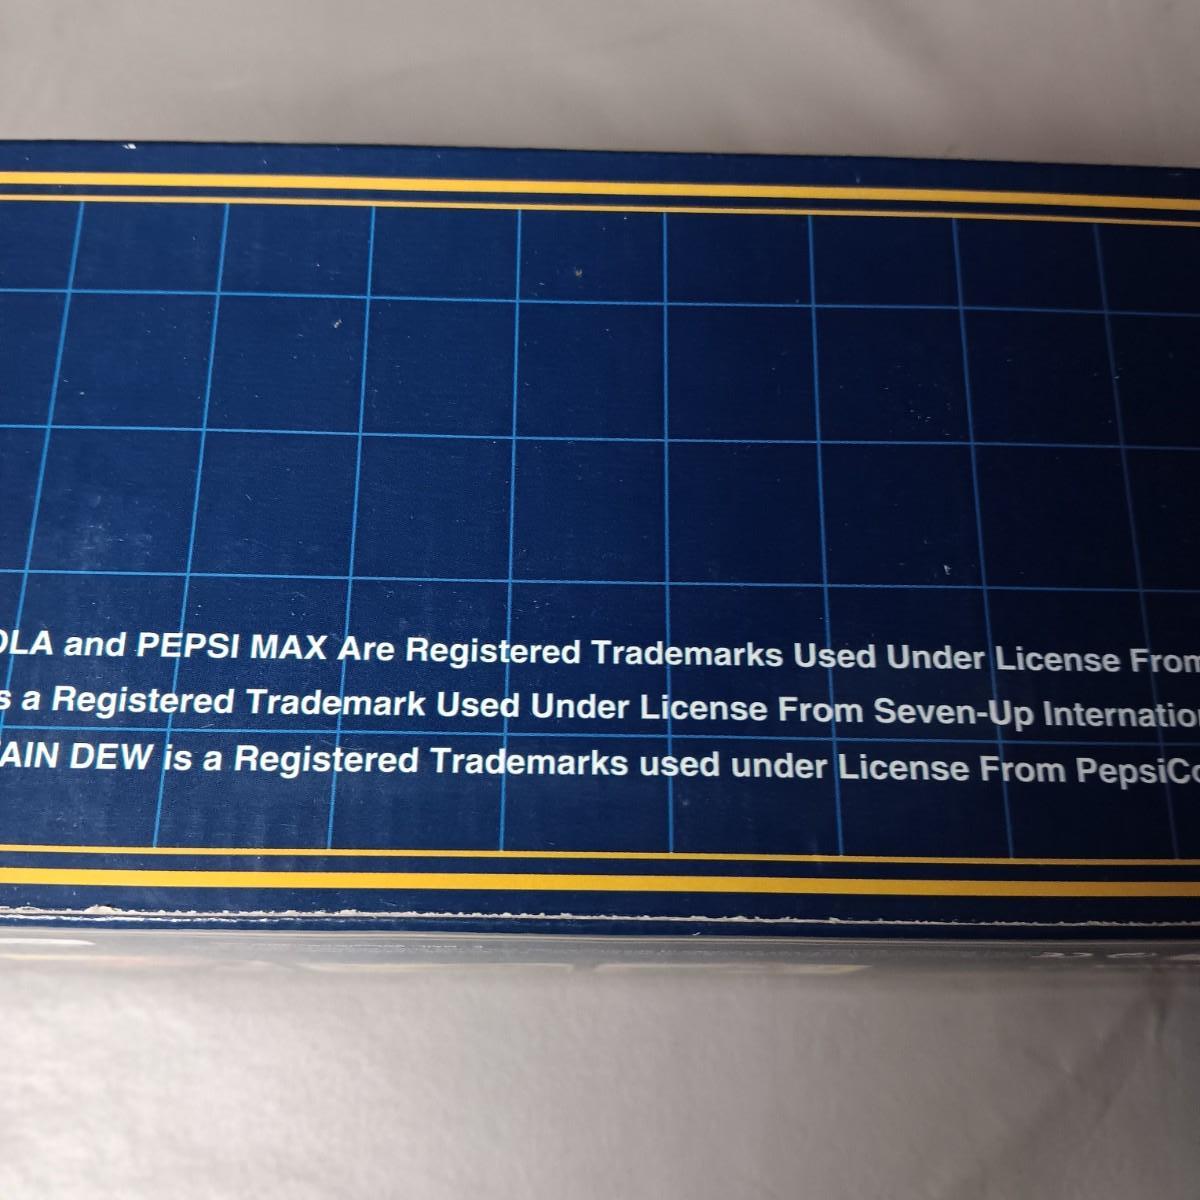 OLA and PEPSI MAX Are Registered Trademarks Used Under License From
s a Registered Trademark Used Under License From Seven-Up Internatio
AIN DEW is a Registered Trademarks used under License From PepsiCo